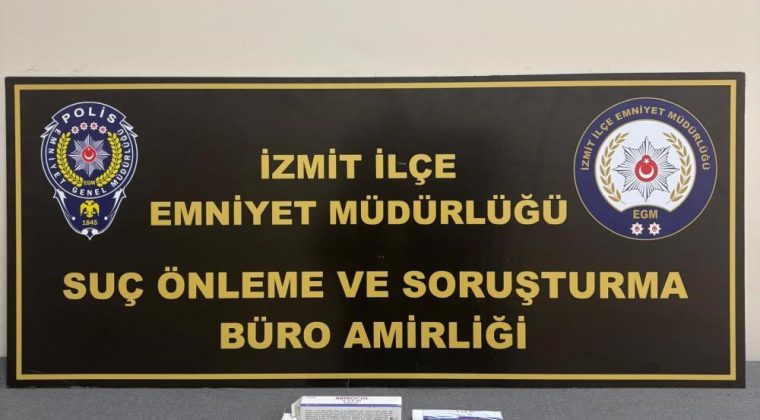 POLİS
EMNİYET GENEL MÜDÜRLÜĞÜ
EGM
1845
İZMİT İLÇE EMNİYET MÜDÜRLÜĞÜ
EGM
İZMİT İLÇE
EMNİYET MÜDÜRLÜĞÜ
SUÇ ÖNLEME VE SORUŞTURMA
BÜRO AMİRLİĞİ